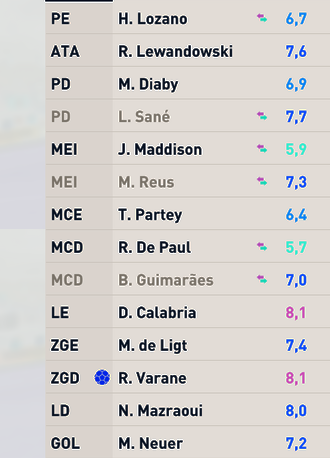 PE H. Lozano 6,7
ATA R. Lewandowski 7,6
PD M. Diaby 6,9
PD L. Sané 7,7
MEI J. Maddison 5,9
MEI M. Reus 7,3
MCE T. Partey 6,4
MCD R. De Paul 5,7
MCD B. Guimarães 7,0
LE D. Calabria 8,1
ZGE M. de Ligt 7,4
ZGD R. Varane 8,1
LD N. Mazraoui 8,0
GOL M. Neuer 7,2